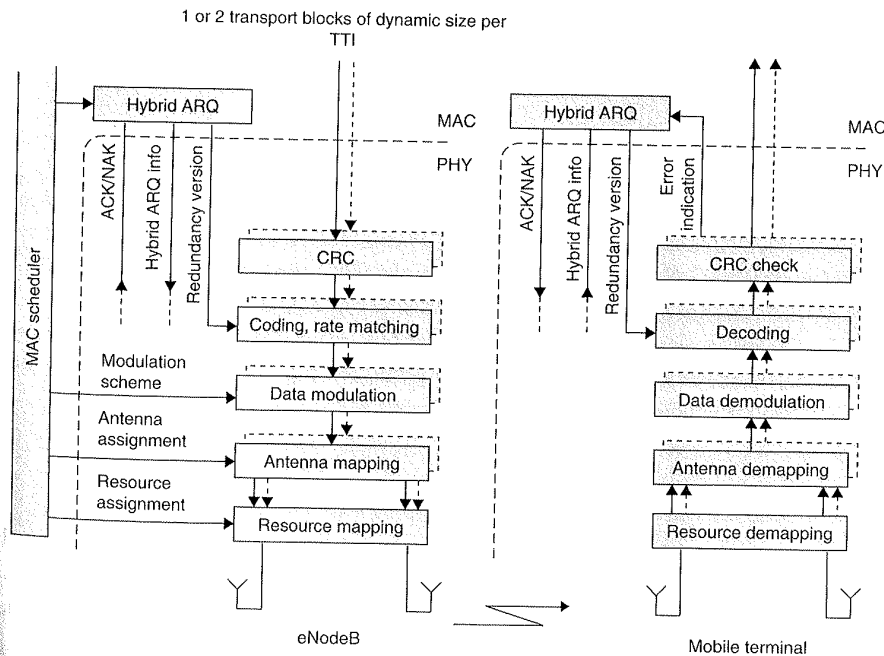 1 or 2 transport blocks of dynamic size per
TTI
Hybrid ARQ
MAC
PHY
ACK/NAK
Hybrid ARQ info
Redundancy version
MAC scheduler
CRC
Coding, rate matching
Modulation
scheme
Data modulation
Antenna
assignment
Antenna mapping
Resource
assignment
Resource mapping
eNodeB
Hybrid ARQ
MAC
PHY
ACK/NAK
Hybrid ARQ info
Redundancy version
Error
indication
CRC check
Decoding
Data demodulation
Antenna demapping
Resource demapping
Mobile terminal